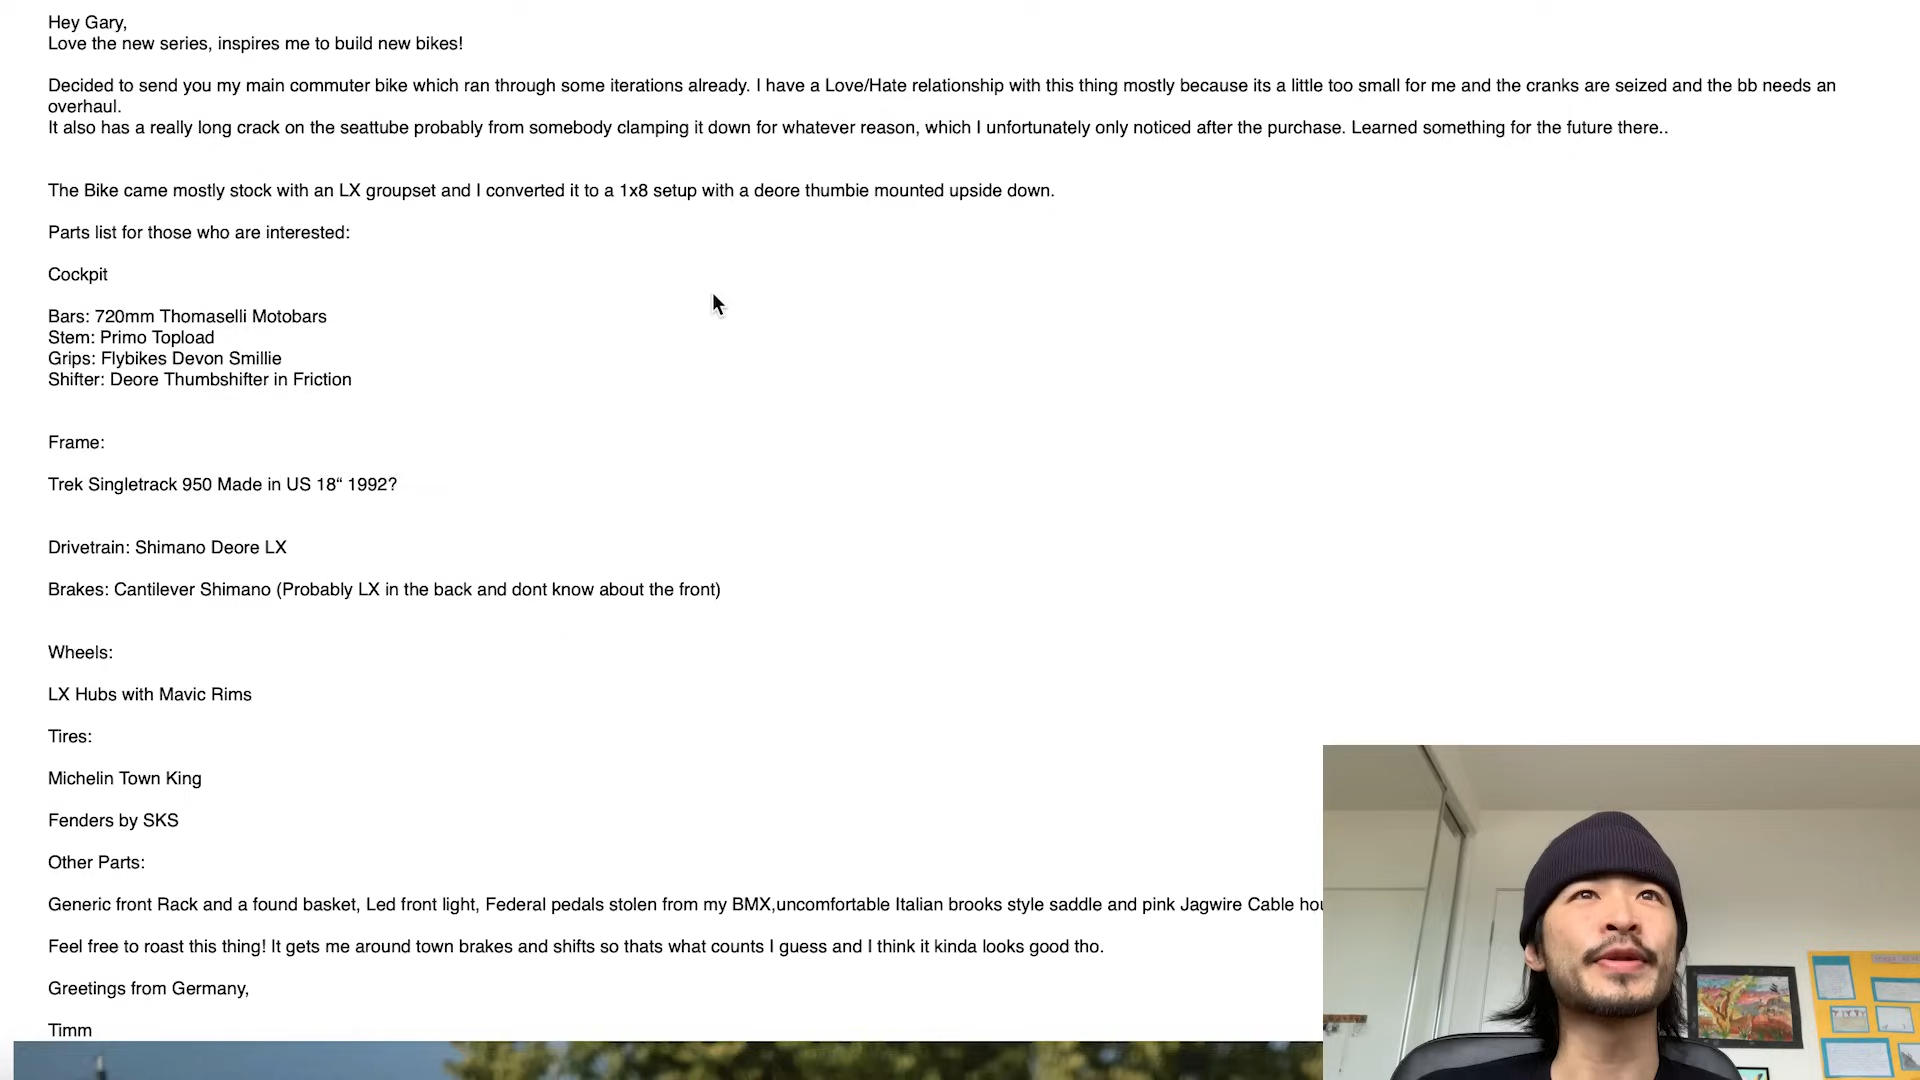 Hey Gary,
Love the new series, inspires me to build new bikes!
Decided to send you my main commuter bike which ran through some iterations already. I have a Love/Hate relationship with this thing mostly because its a little too small for me and the cranks are seized and the bb needs an
overhaul.
It also has a really long crack on the seattube probably from somebody clamping it down for whatever reason, which I unfortunately only noticed after the purchase. Learned something for the future there..
The Bike came mostly stock with an LX groupset and I converted it to a 1x8 setup with a deore thumbie mounted upside down.
Parts list for those who are interested:
Cockpit
Bars: 720mm Thomaselli Motobars
Stem: Primo Topload
Grips: Flybikes Devon Smillie
Shifter: Deore Thumbshifter in Friction
Frame:
Trek Singletrack 950 Made in US 18“ 1992?
Drivetrain: Shimano Deore LX
Brakes: Cantilever Shimano (Probably LX in the back and dont know about the front)
Wheels:
LX Hubs with Mavic Rims
Tires:
Michelin Town King
Fenders by SKS
Other Parts:
Generic front Rack and a found basket, Led front light, Federal pedals stolen from my BMX,uncomfortable Italian brooks style saddle and pink Jagwire Cable
Feel free to roast this thing! It gets me around town brakes and shifts so thats what counts I guess and I think it kinda looks good tho.
Greetings from Germany,
Timm